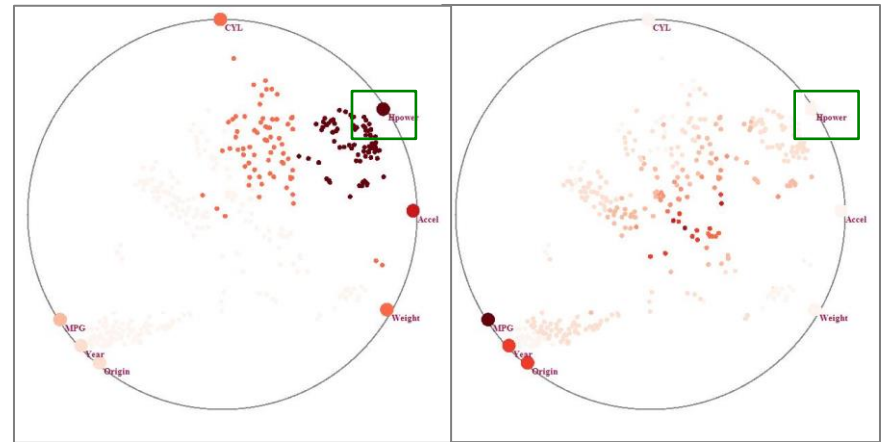 CYL
Hpower
Accel
Weight
MPG
Year
Origin
CYL
Hpower
Accel
Weight
MPG
Year
Origin